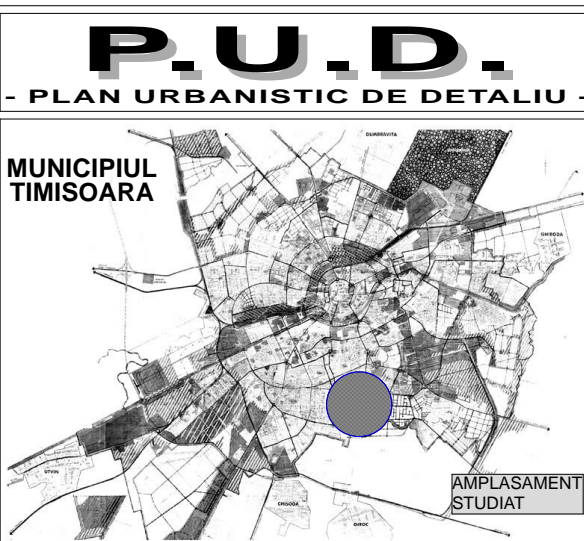 P.U.D.
- PLAN URBANISTIC DE DETALIU -
MUNICIPIUL
TIMISOARA
DUMBRAVITA
GHIRODA
UTVIN
CHISODA
GIROC
AMPLASAMENT
STUDIAT